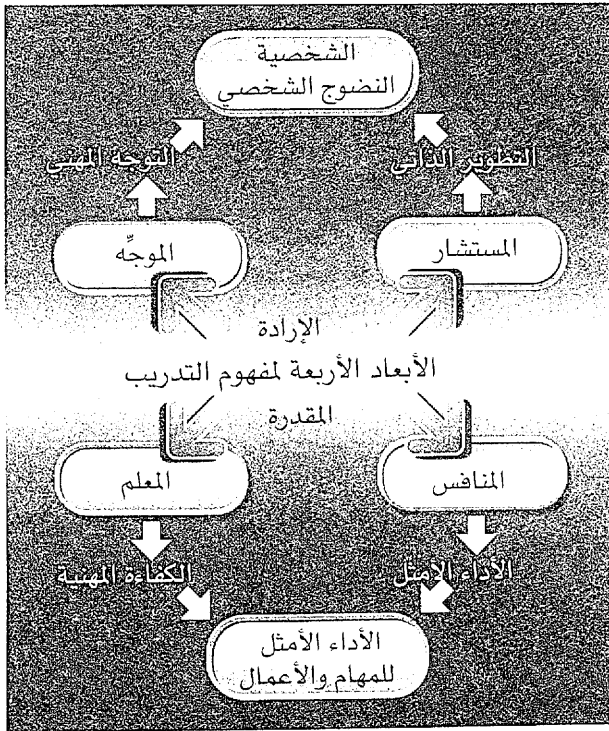 الشخصية
النضوج الشخصي
التطوير الذاتي
التوجه المهني
المستشار
الموجِّه
الإرادة
الأبعاد الأربعة لمفهوم التدريب
المقدرة
المنافس
المعلم
الأداء الامثل
الكفاءة المهنية
الأداء الأمثل
للمهام والأعمال